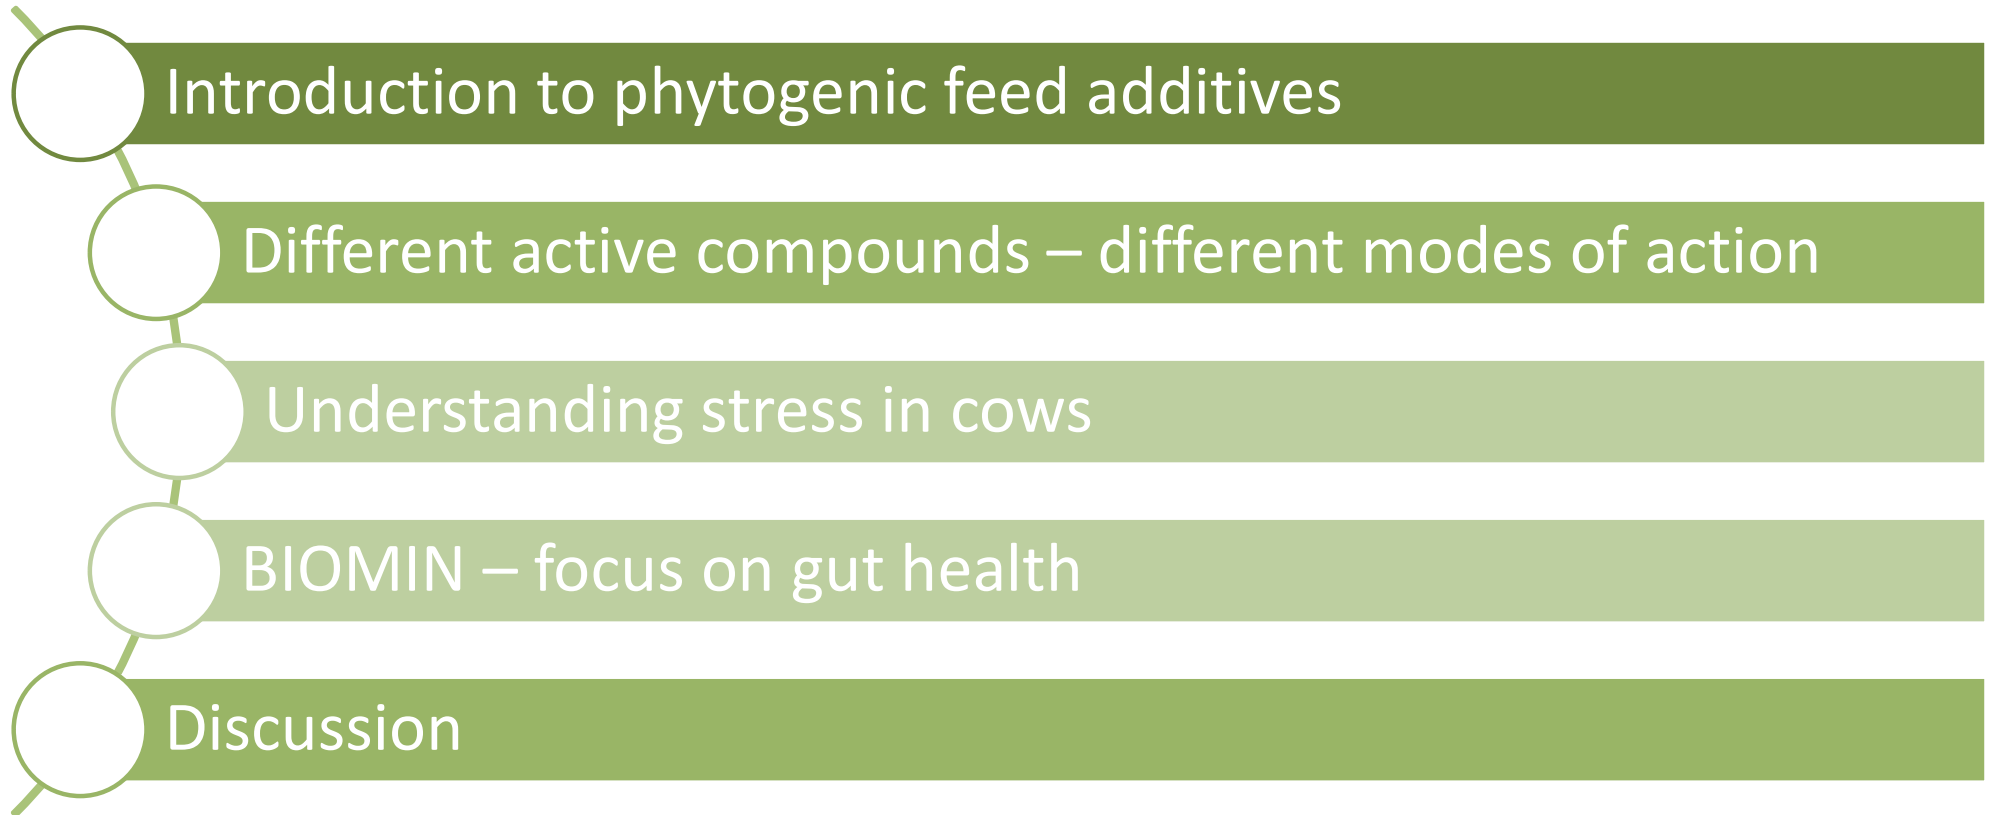 Introduction to phytogenic feed additives
Different active compounds – different modes of action
Understanding stress in cows
BIOMIN – focus on gut health
Discussion